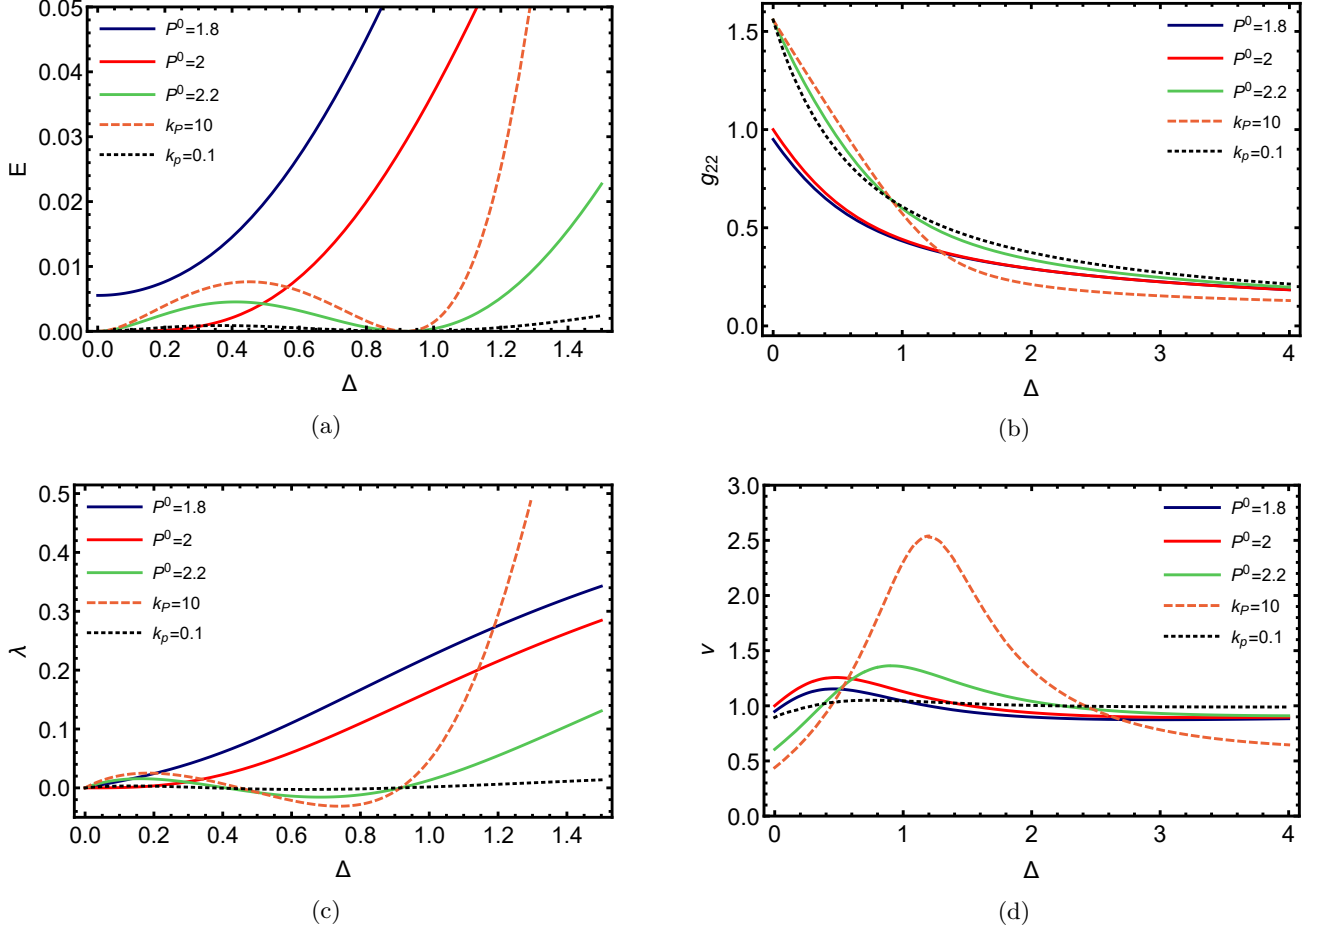 0.05
0.04
0.03
0.02
0.01
0.00
E
P⁰=1.8
P⁰=2
P⁰=2.2
k_P=10
k_p=0.1
0.0 0.2 0.4 0.6 0.8 1.0 1.2 1.4
Δ
(a)
1.5
1.0
0.5
0.0
g₂₂
P⁰=1.8
P⁰=2
P⁰=2.2
k_P=10
k_p=0.1
0 1 2 3 4
Δ
(b)
0.5
0.4
0.3
0.2
0.1
0.0
λ
P⁰=1.8
P⁰=2
P⁰=2.2
k_P=10
k_p=0.1
0.0 0.2 0.4 0.6 0.8 1.0 1.2 1.4
Δ
(c)
3.0
2.5
2.0
1.5
1.0
0.5
0.0
ν
P⁰=1.8
P⁰=2
P⁰=2.2
k_P=10
k_p=0.1
0 1 2 3 4
Δ
(d)